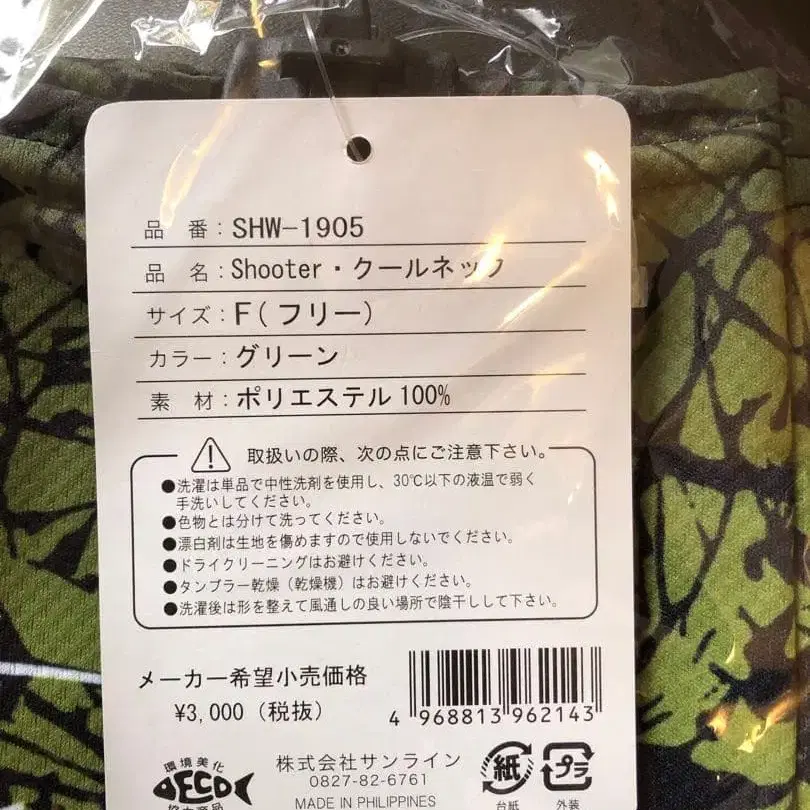 品 番：SHW-1905
品 名：Shooter・クールネック
サイズ：F(フリー)
カラー：グリーン
素 材：ポリエステル 100%
取扱いの際、次の点にご注意下さい。
●洗濯は単品で中性洗剤を使用し、30℃以下の液温で弱く
手洗いしてください。
●色物とは分けて洗ってください。
●漂白剤は生地を傷めますので使用しないでください。
●ドライクリーニングはお避けください。
●タンブラー乾燥（乾燥機）はお避けください。
●洗濯後は形を整えて風通しの良い場所で陰干しして下さい。
メーカー希望小売価格
¥3,000（税抜）
4 968813 962143
環境美化
ECO
協力商品
株式会社サンライン
0827-82-6761
MADE IN PHILIPPINES
紙
台紙
プラ
外装